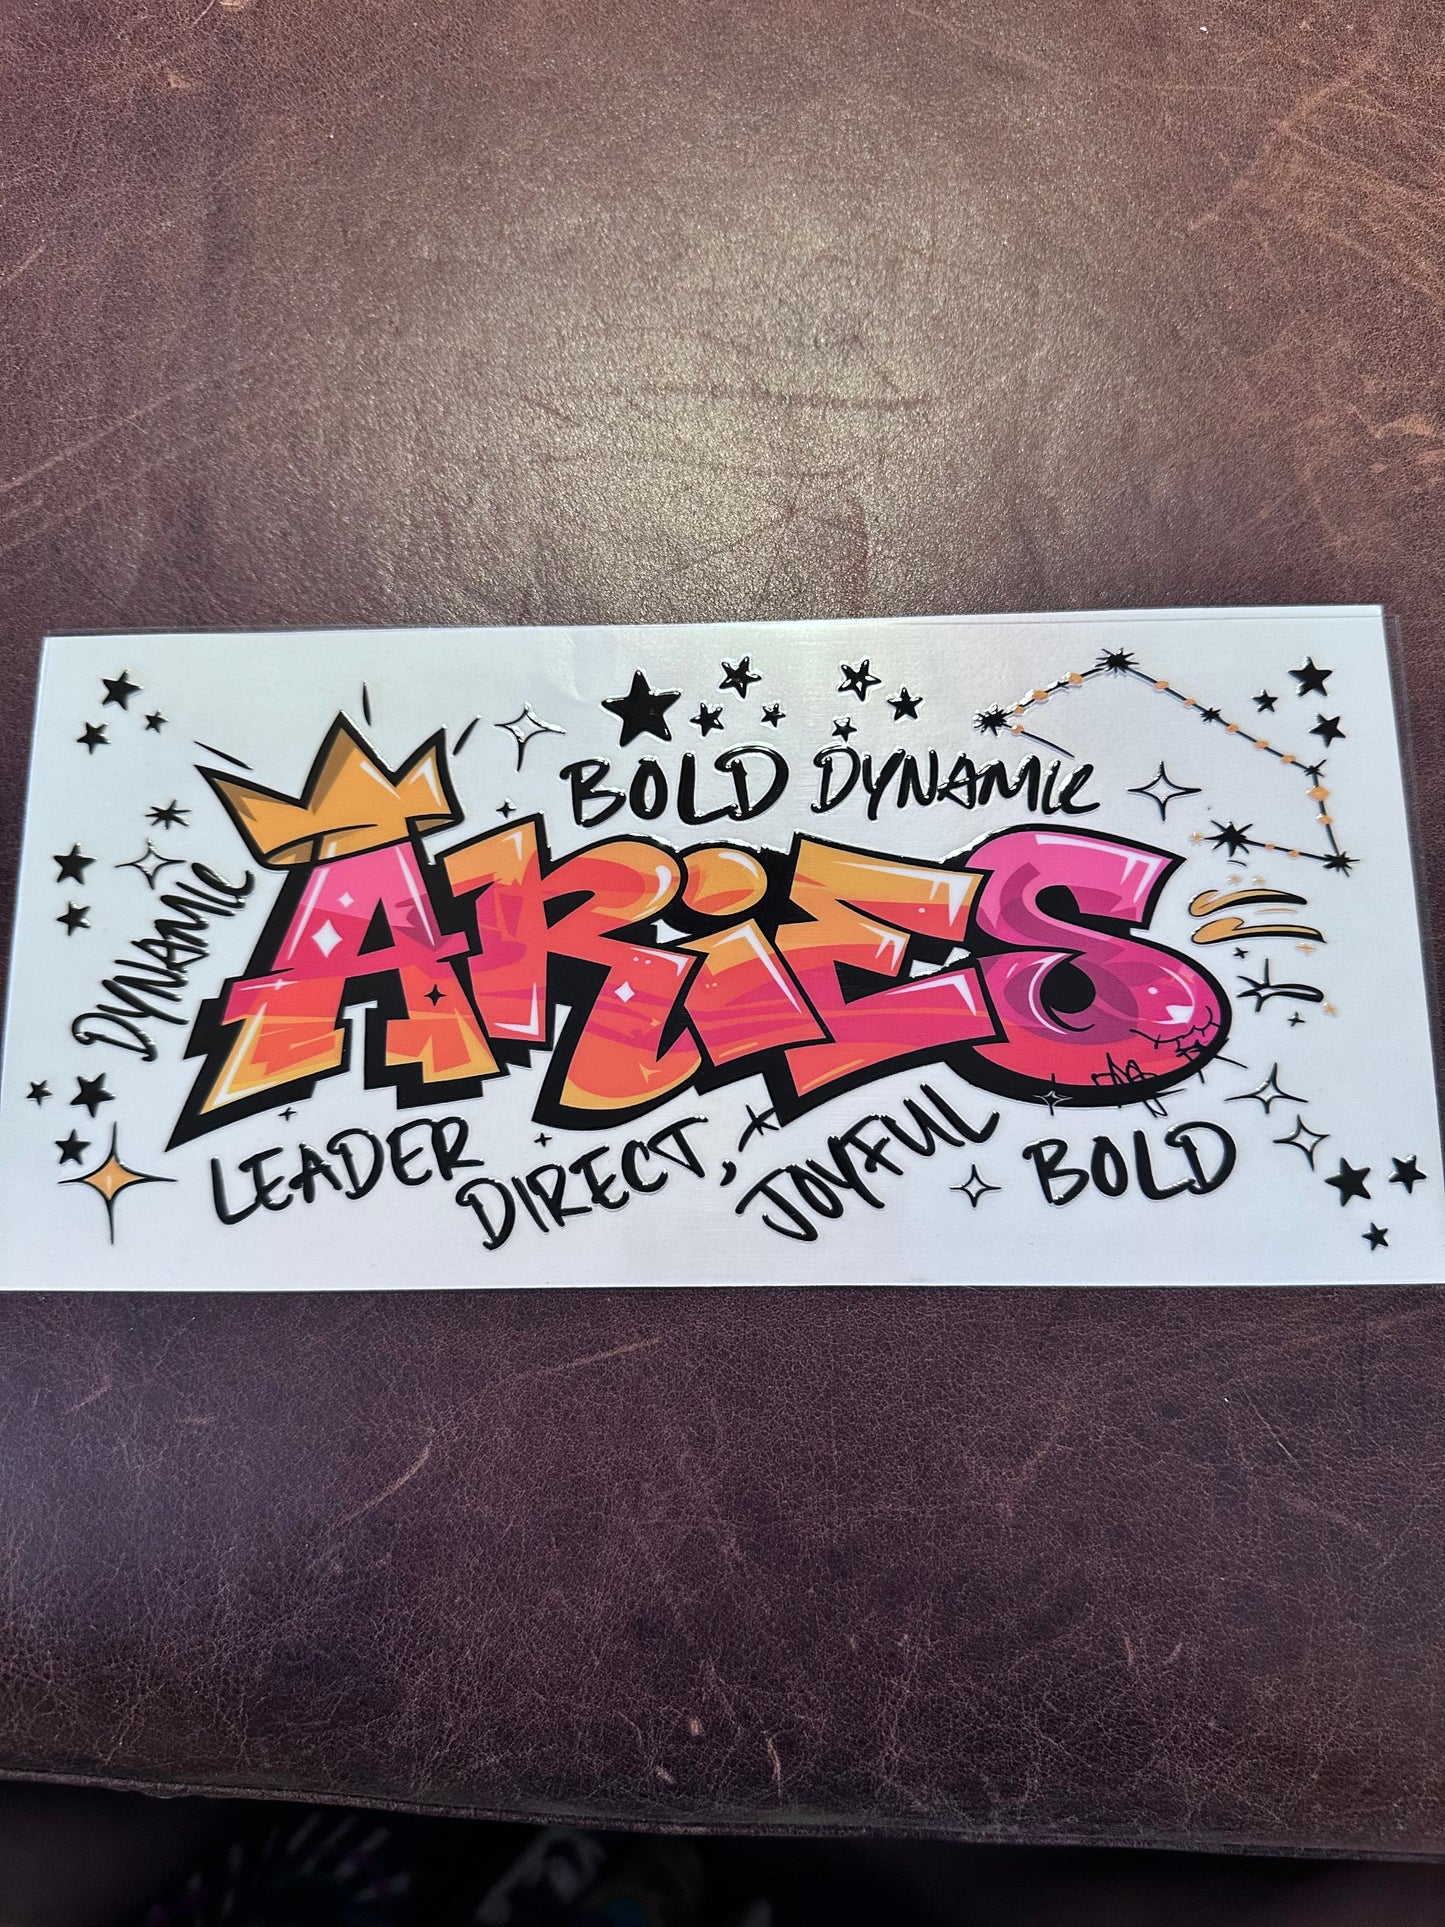 BOLD DYNAMIC
DYNAMIC
ARiES
LEADER
DIRECT,
JOYFUL
BOLD